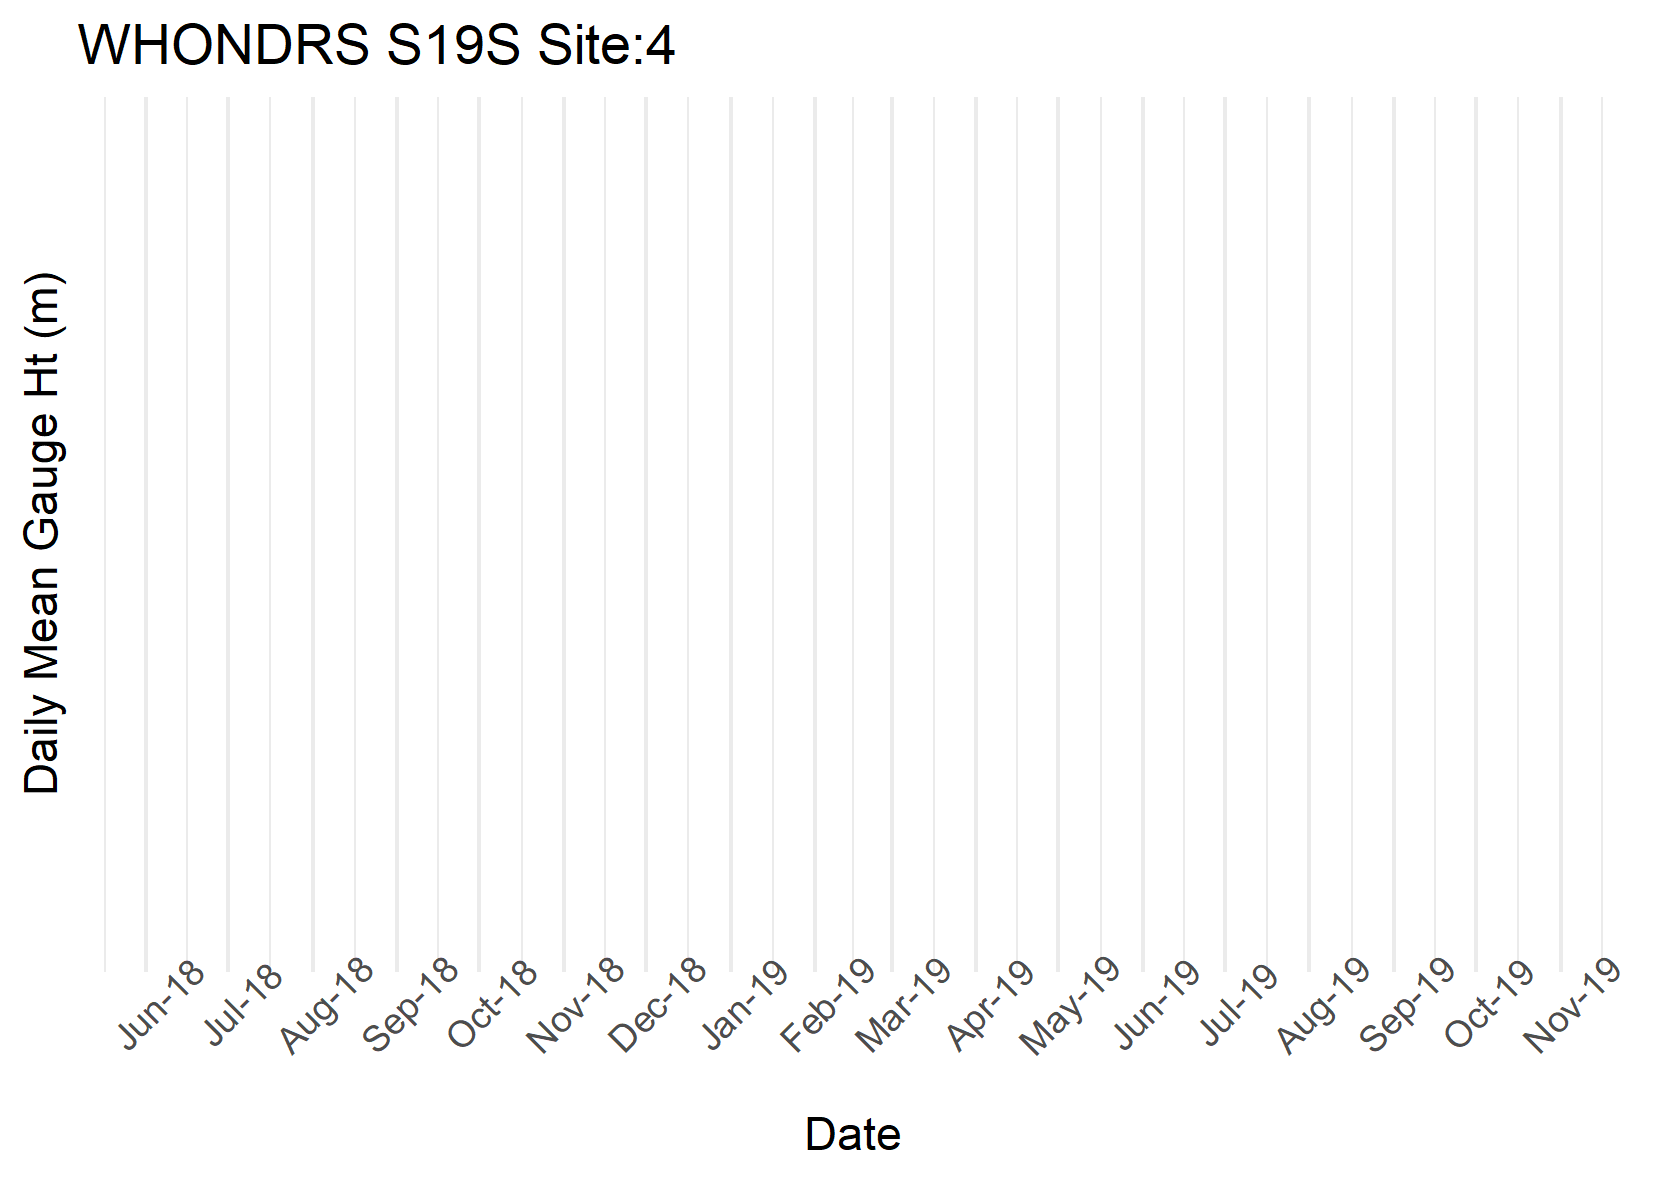 WHONDRS S19S Site:4
Daily Mean Gauge Ht (m)
Jun-18
Jul-18
Aug-18
Sep-18
Oct-18
Nov-18
Dec-18
Jan-19
Feb-19
Mar-19
Apr-19
May-19
Jun-19
Jul-19
Aug-19
Sep-19
Oct-19
Nov-19
Date